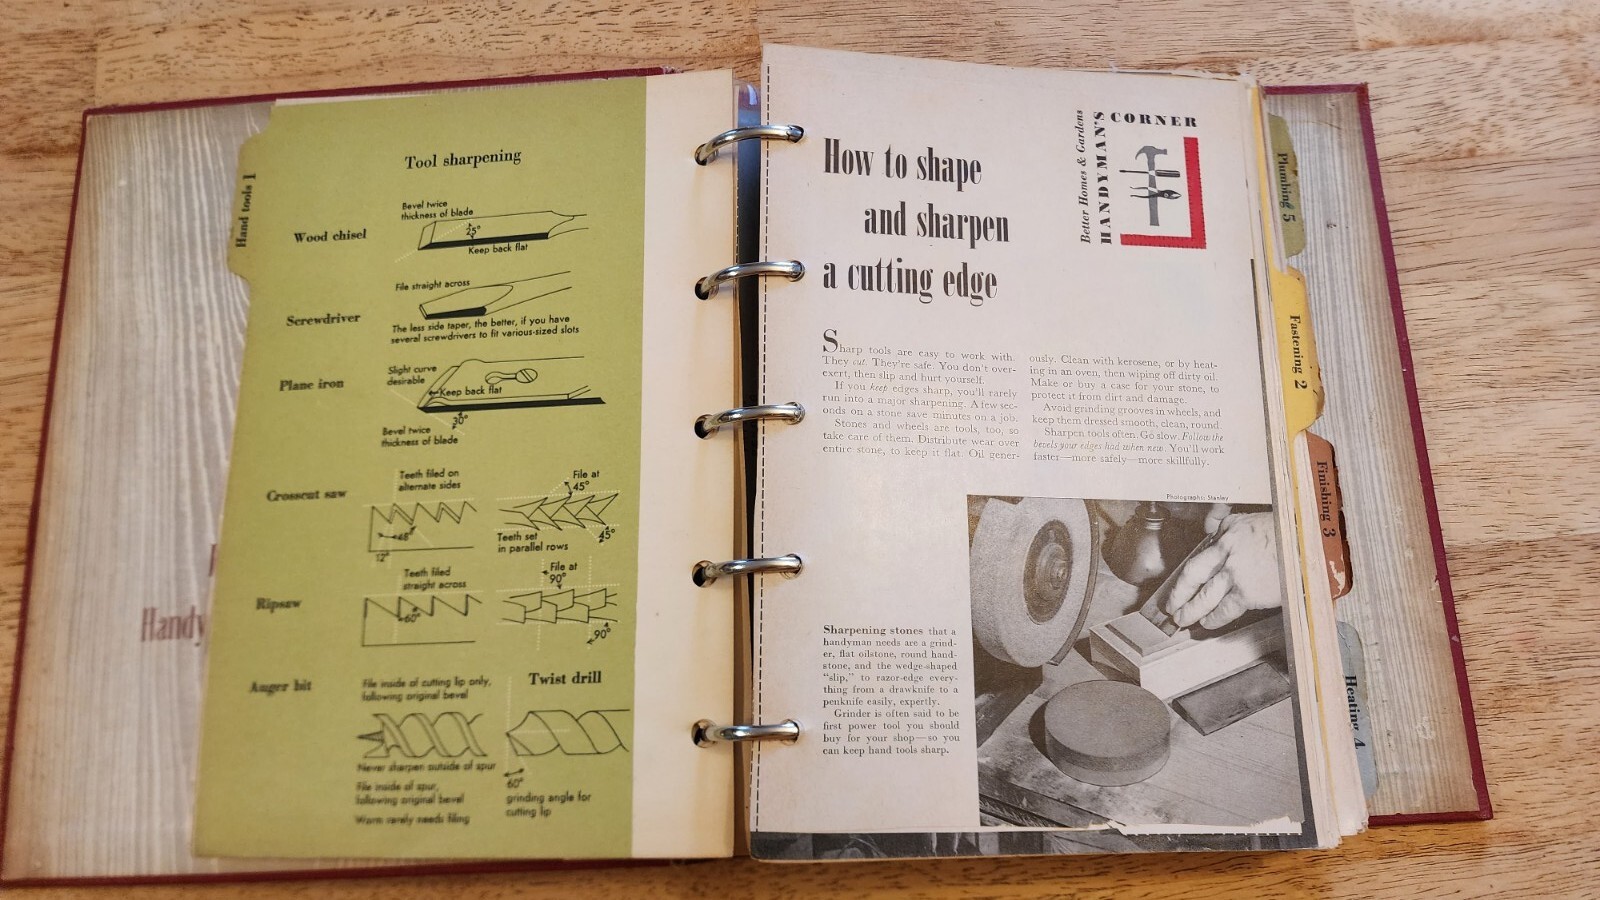 Handy
Hand tools 1
Tool sharpening
Wood chisel
Bevel twice
thickness of blade
25°
Keep back flat
Screwdriver
File straight across
The less side taper, the better, if you have
several screwdrivers to fit various-sized slots
Plane iron
Slight curve
desirable
Keep back flat
30°
Bevel twice
thickness of blade
Crosscut saw
Teeth filed on
alternate sides
48°
12°
File at
45°
Teeth set
in parallel rows
45°
Ripsaw
Teeth filed
straight across
60°
File at
90°
90°
Auger bit
File inside of cutting lip only,
following original bevel
Never sharpen outside of spur
File inside of spur,
following original bevel
Worm rarely needs filing
Twist drill
60°
grinding angle for
cutting lip
How to shape
and sharpen
a cutting edge
Better Homes & Gardens
HANDYMAN'S
CORNER
Sharp tools are easy to work with.
They cut. They're safe. You don't over-
exert, then slip and hurt yourself.
If you keep edges sharp, you'll rarely
run into a major sharpening. A few sec-
onds on a stone save minutes on a job.
Stones and wheels are tools, too, so
take care of them. Distribute wear over
entire stone, to keep it flat. Oil gener-
ously. Clean with kerosene, or by heat-
ing in an oven, then wiping off dirty oil.
Make or buy a case for your stone, to
protect it from dirt and damage.
Avoid grinding grooves in wheels, and
keep them dressed smooth, clean, round.
Sharpen tools often. Go slow. Follow the
bevels your edges had when new. You'll work
faster—more safely—more skillfully.
Photographs: Stanley
Sharpening stones that a
handyman needs are a grind-
er, flat oilstone, round hand-
stone, and the wedge-shaped
"slip," to razor-edge every-
thing from a drawknife to a
penknife easily, expertly.
Grinder is often said to be
first power tool you should
buy for your shop—so you
can keep hand tools sharp.
Plumbing 5
Fastening 2
Finishing 3
Heating 4